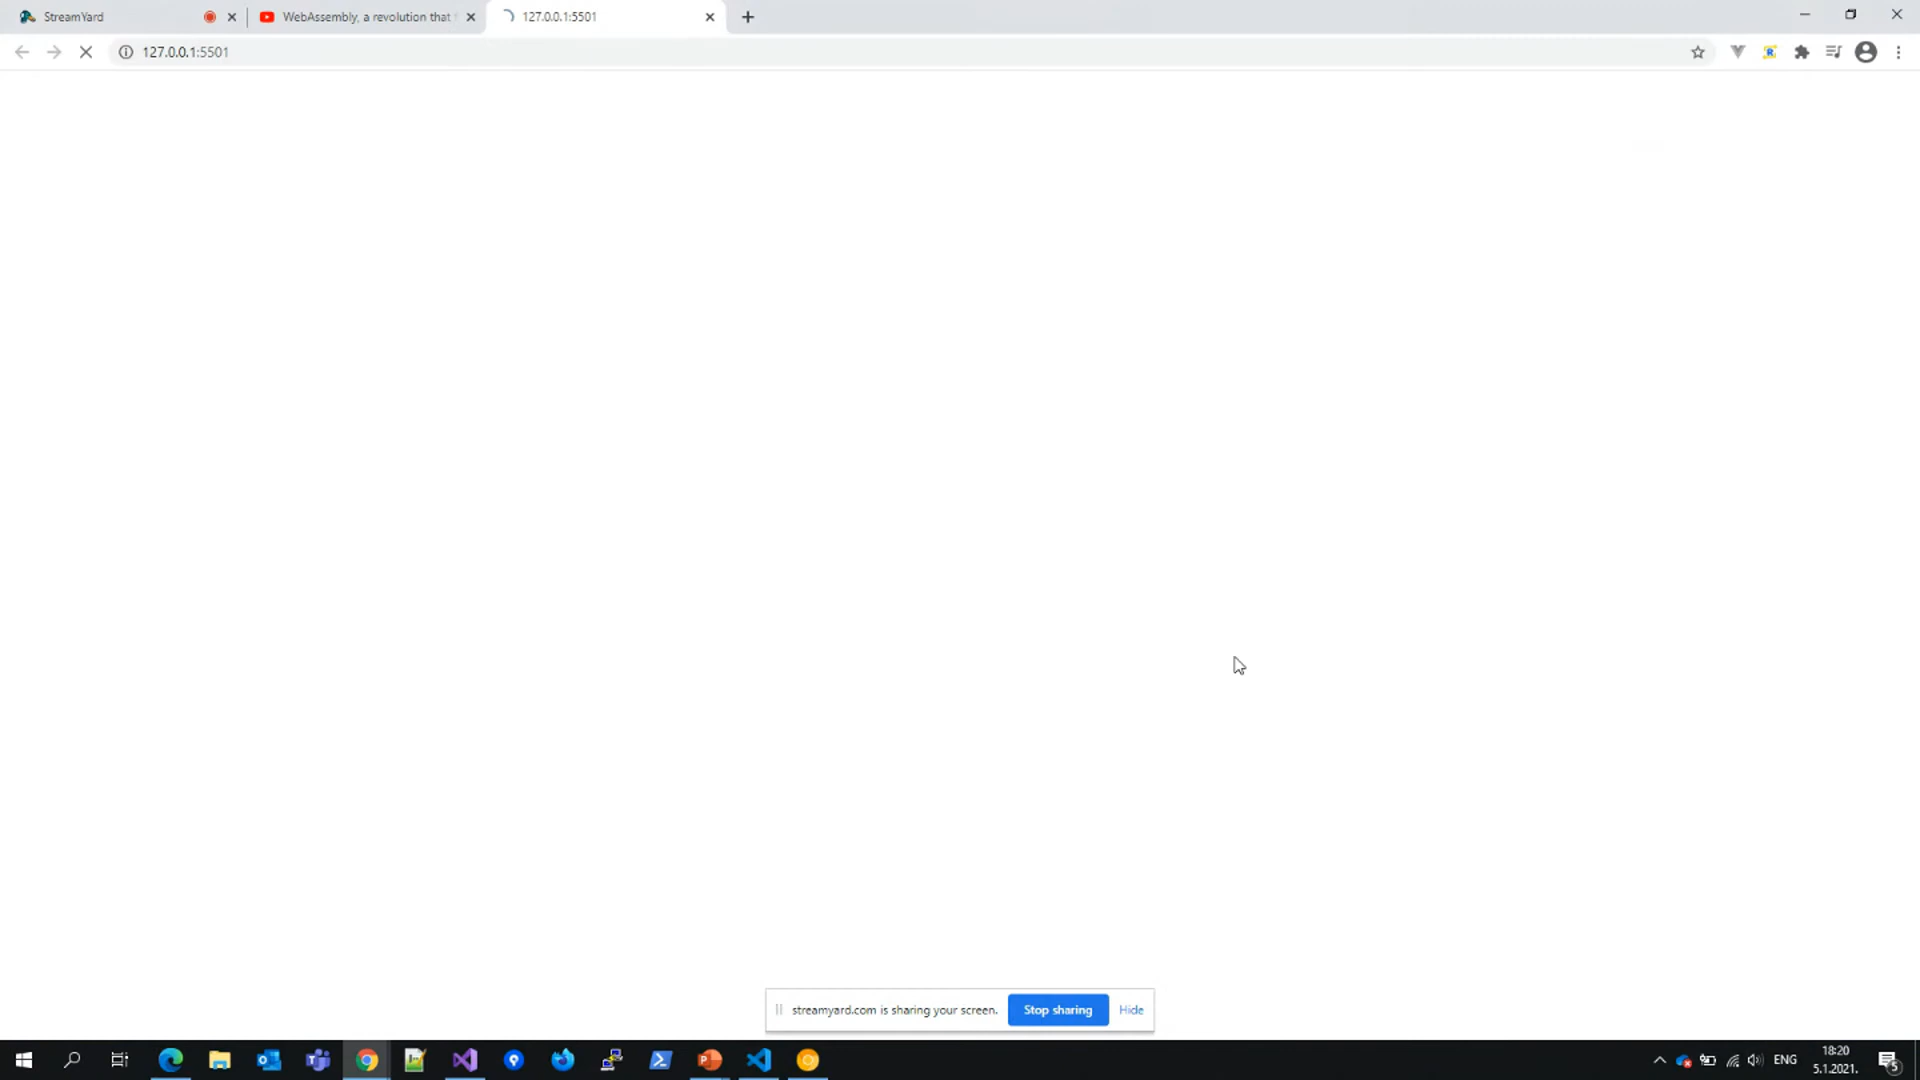 StreamYard
WebAssembly, a revolution that
127.0.0.1:5501
127.0.0.1:5501
streamyard.com is sharing your screen.
Stop sharing
Hide
ENG
18:20
5.1.2021.
5